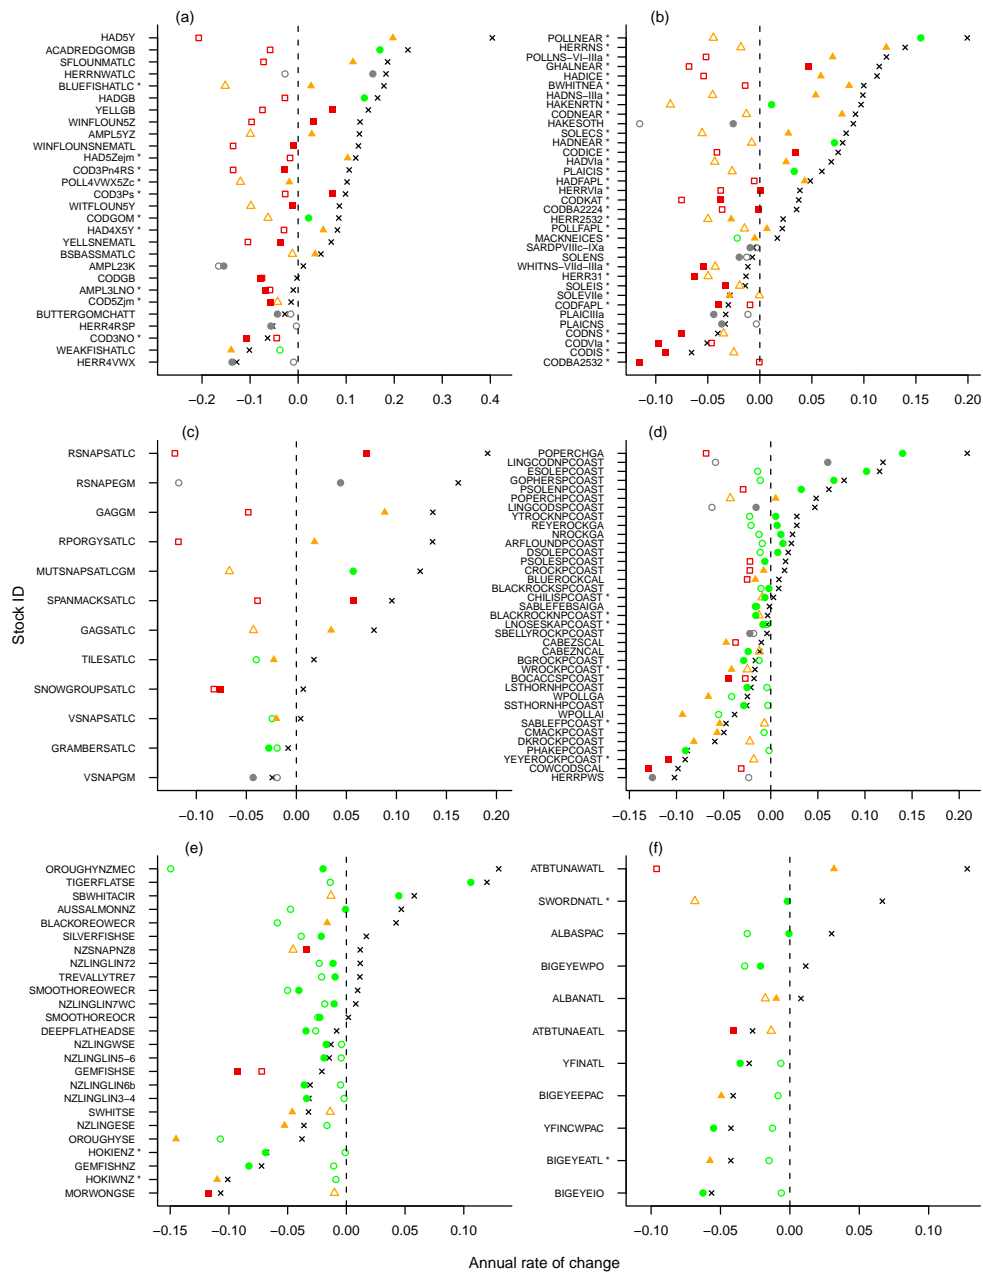 (a)
HAD5Y
ACADREDGOMGB
SFLOUNMATLC
HERRNWATLC
BLUEFISHATLC *
HADGB
YELLGB
WINFLOUN5Z
AMPL5YZ
WINFLOUNSNEMATL
HAD5Zejm *
COD3Pn4RS *
POLL4VWX5Zc
COD3Ps *
WITFLOUN5Y
CODGOM *
HAD4X5Y *
YELLSNEMATL
BSBASSMATLC
AMPL23K
CODGB
AMPL3LNO *
COD5Zjm *
BUTTERGOMCHATT
HERR4RSP
COD3NO *
WEAKFISHATLC
HERR4VWX
−0.2
−0.1
0.0
0.1
0.2
0.3
0.4
(b)
POLLNEAR *
HERRNS *
POLLNS−VI−IIIa *
GHALNEAR *
HADICE *
BWHITNEA *
HADNS−IIIa *
HAKENRTN *
CODNEAR *
HAKESOTH
SOLECS *
HADNEAR *
CODICE *
HADVIa *
PLAICIS *
HADFAPL *
HERRVIa *
CODKAT *
CODBA2224 *
HERR2532 *
POLLFAPL *
MACKNEICES *
SARDPVIIIc−IXa
SOLENS
WHITNS−VIId−IIIa *
HERR31 *
SOLEIS *
SOLEVIIe *
CODFAPL *
PLAICIIIa
PLAICNS
CODNS *
CODVIa *
CODIS *
CODBA2532 *
−0.10
−0.05
0.00
0.05
0.10
0.15
0.20
(c)
RSNAPSATLC
RSNAPEGM
GAGGM
RPORGYSATLC
MUTSNAPSATLCGM
SPANMACKSATLC
GAGSATLC
TILESATLC
SNOWGROUPSATLC
VSNAPSATLC
GRAMBERSATLC
VSNAPGM
−0.10
−0.05
0.00
0.05
0.10
0.15
0.20
(d)
POPERCHGA
LINGCODNPCOAST
ESOLEPCOAST
GOPHERSPCOAST
PSOLENPCOAST
POPERCHPCOAST
LINGCODSPCOAST
YTROCKNPCOAST
REYEROCKGA
NROCKGA
ARFLOUNDPCOAST
DSOLEPCOAST
PSOLESPCOAST
CROCKPCOAST
BLUEROCKCAL
BLACKROCKSPCOAST
CHILISPCOAST *
SABLEFEBSAIGA
BLACKROCKNPCOAST *
LNOSESKAPCOAST *
SBELLYROCKPCOAST
CABEZSCAL
CABEZNCAL
BGROCKPCOAST
WROCKPCOAST *
BOCACCSPCOAST
LSTHORNHPCOAST
WPOLLGA
SSTHORNHPCOAST
WPOLLAI
SABLEFPCOAST *
CMACKPCOAST
DKROCKPCOAST
PHAKEPCOAST
YEYEROCKPCOAST *
COWCODSCAL
HERRPWS
−0.15
−0.10
−0.05
0.00
0.05
0.10
0.15
0.20
Stock ID
(e)
OROUGHYNZMEC
TIGERFLATSE
SBWHITACIR
AUSSALMONNZ
BLACKOREOWECR
SILVERFISHSE
NZSNAPNZ8
NZLINGLIN72
TREVALLYTRE7
SMOOTHOREOWECR
NZLINGLIN7WC
SMOOTHOREOCR
DEEPFLATHEADSE
NZLINGWSE
NZLINGLIN5−6
GEMFISHSE
NZLINGLIN6b
NZLINGLIN3−4
SWHITSE
NZLINGESE
OROUGHYSE
HOKIENZ *
GEMFISHNZ
HOKIWNZ *
MORWONGSE
−0.15
−0.10
−0.05
0.00
0.05
0.10
(f)
ATBTUNAWATL
SWORDNATL *
ALBASPAC
BIGEYEWPO
ALBANATL
ATBTUNAEATL
YFINATL
BIGEYEEPAC
YFINCWPAC
BIGEYEATL *
BIGEYEIO
−0.10
−0.05
0.00
0.05
0.10
Annual rate of change